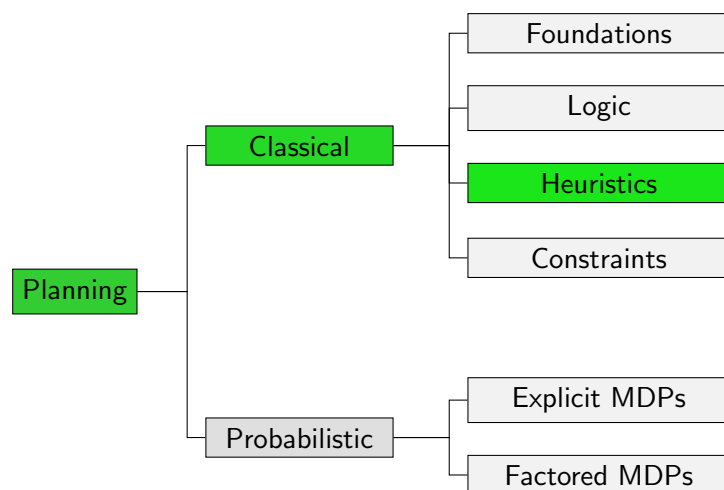 Foundations
Logic
Classical
Heuristics
Constraints
Planning
Explicit MDPs
Probabilistic
Factored MDPs